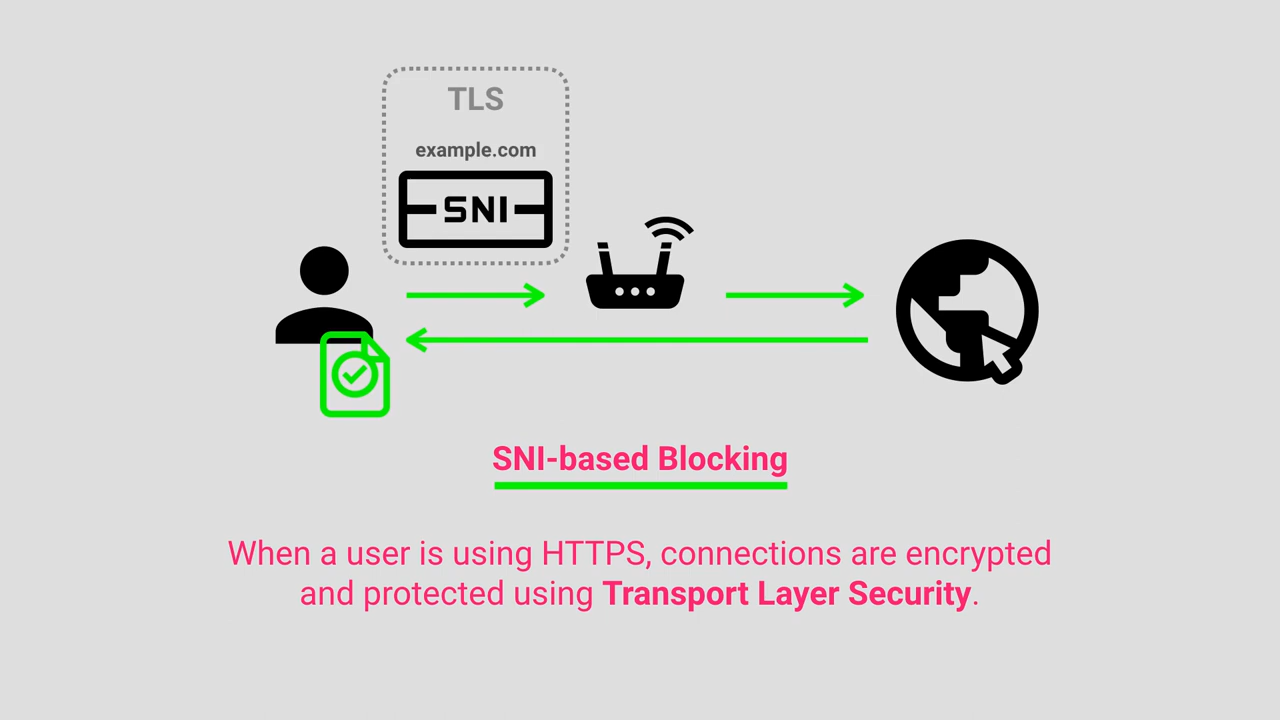 TLS
example.com
SNI
SNI-based Blocking
When a user is using HTTPS, connections are encrypted
and protected using Transport Layer Security.